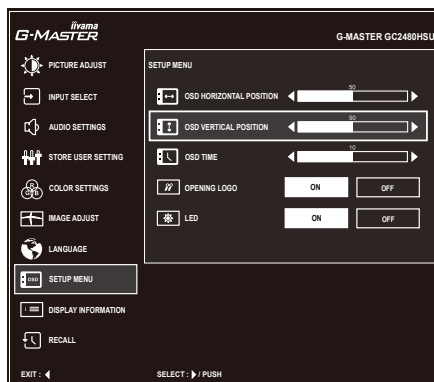 iiyama
G-MASTER
G-MASTER GC2480HSU
PICTURE ADJUST
INPUT SELECT
AUDIO SETTINGS
STORE USER SETTING
COLOR SETTINGS
R
G B
IMAGE ADJUST
LANGUAGE
OSD SETUP MENU
i DISPLAY INFORMATION
RECALL
SETUP MENU
OSD HORIZONTAL POSITION 50
OSD VERTICAL POSITION 50
OSD TIME 10
OPENING LOGO ON OFF
LED ON OFF
EXIT :
SELECT : / PUSH